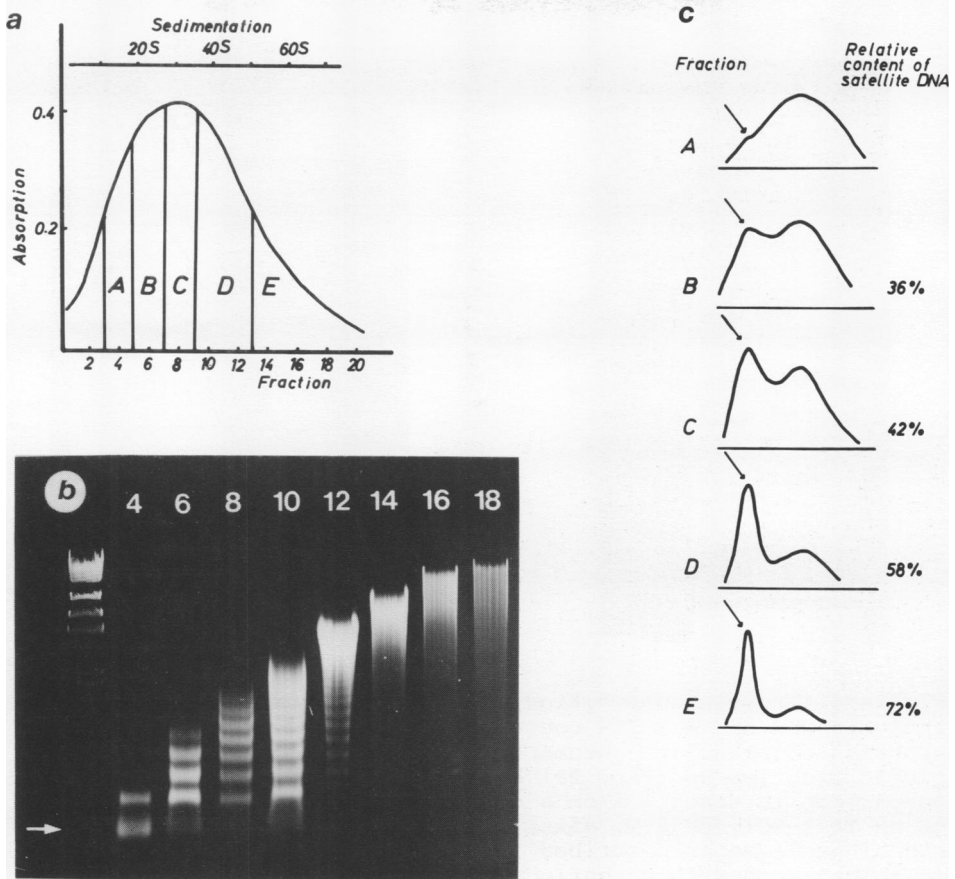 a
Sedimentation
20S 40S 60S
0.4
0.2
Absorption
A B C D E
2 4 6 8 10 12 14 16 18 20
Fraction
b
4 6 8 10 12 14 16 18
c
Fraction
Relative
content of
satellite DNA
A
B 36%
C 42%
D 58%
E 72%